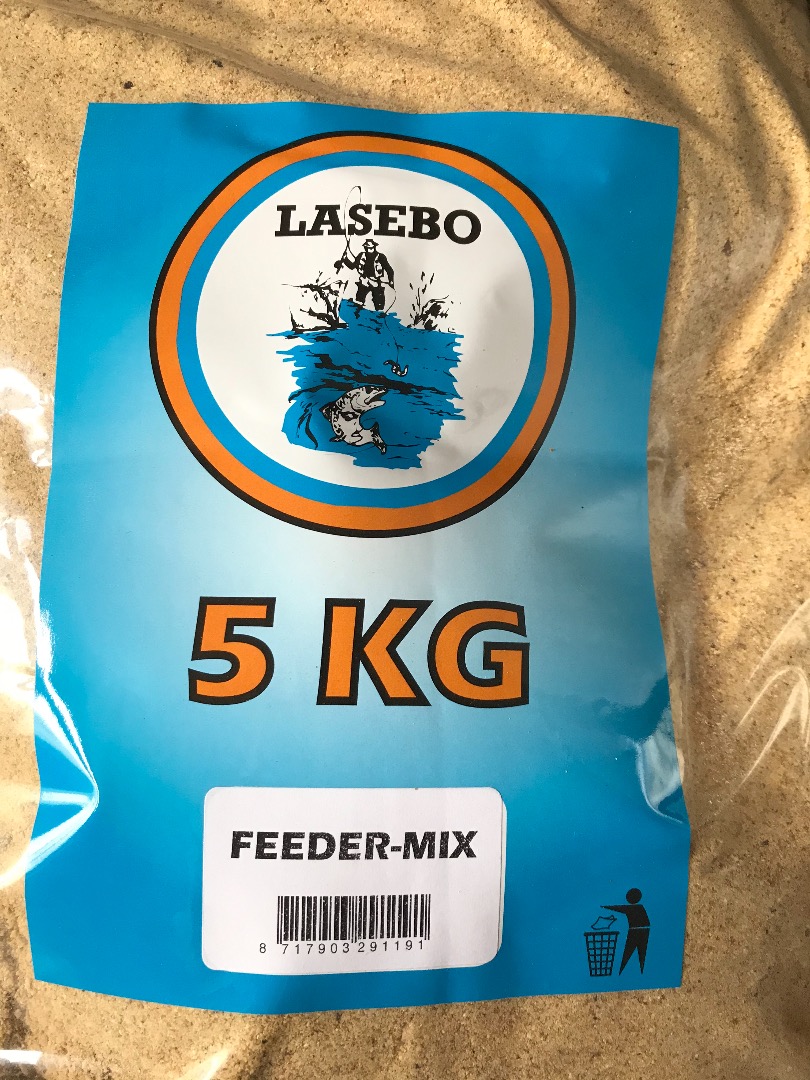 LASEBO
5 KG
FEEDER-MIX
8 717903 291191